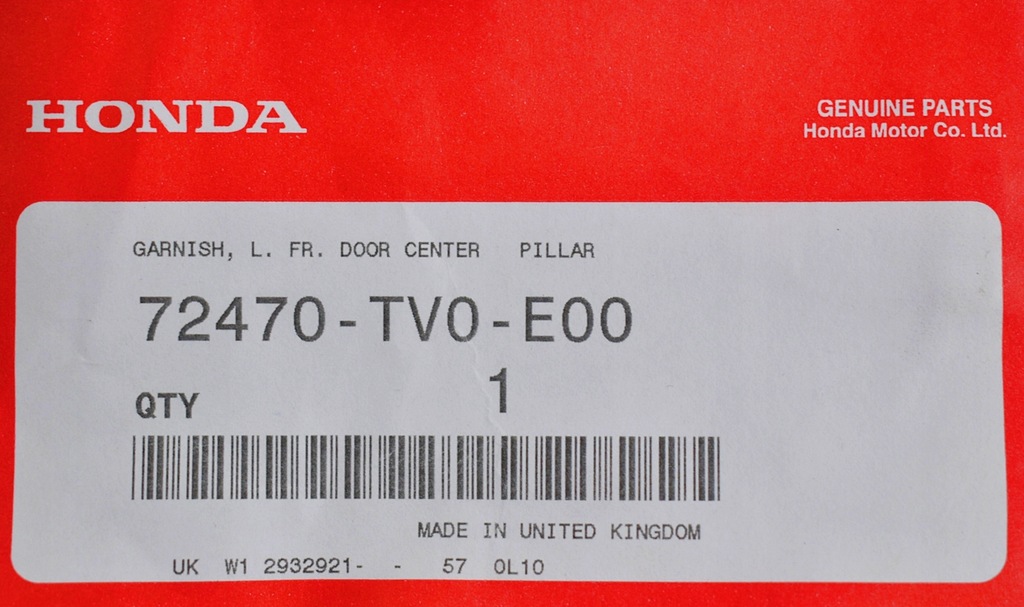 HONDA
GENUINE PARTS
Honda Motor Co. Ltd.
GARNISH, L. FR. DOOR CENTER PILLAR
72470-TV0-E00
QTY 1
MADE IN UNITED KINGDOM
UK W1 2932921- - 57 0L10